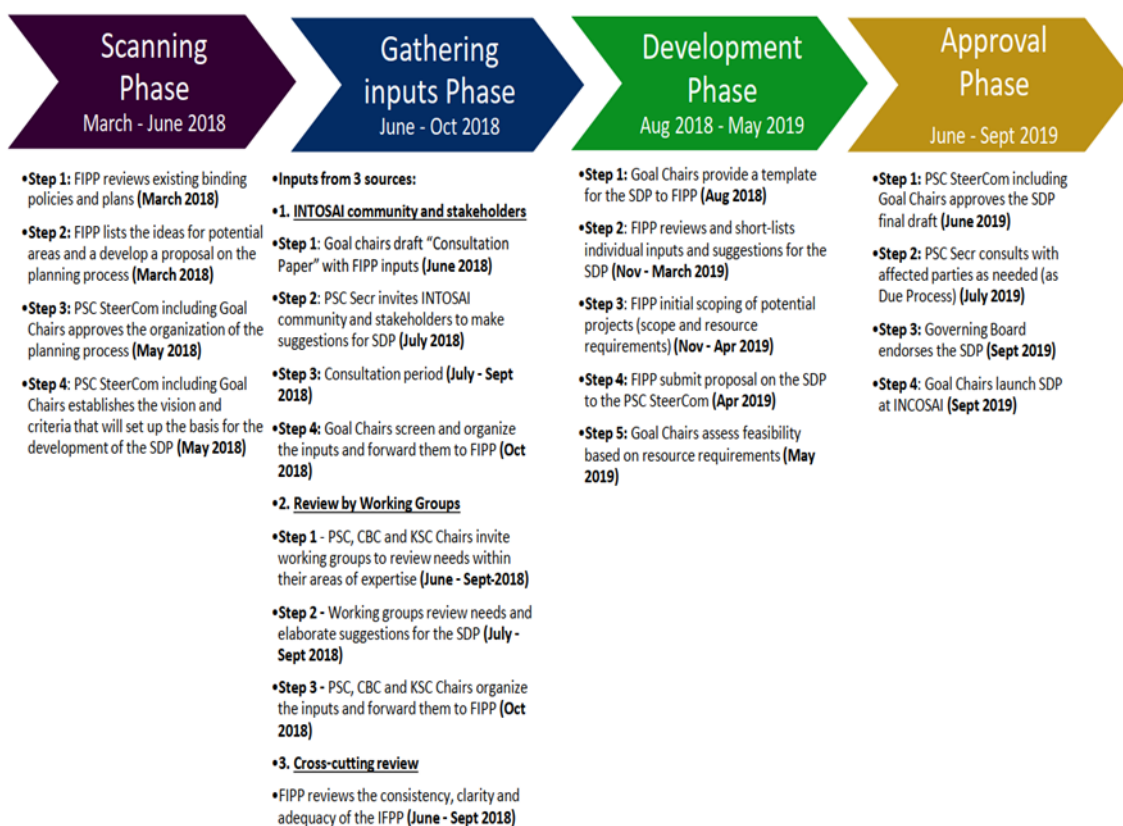 Scanning
Phase
March - June 2018
Gathering
inputs Phase
June - Oct 2018
Development
Phase
Aug 2018 - May 2019
Approval
Phase
June - Sept 2019
•Step 1: FIPP reviews existing binding
policies and plans (March 2018)
•Step 2: FIPP lists the ideas for potential
areas and a develop a proposal on the
planning process (March 2018)
•Step 3: PSC SteerCom including Goal
Chairs approves the organization of the
planning process (May 2018)
•Step 4: PSC SteerCom including Goal
Chairs establishes the vision and
criteria that will set up the basis for the
development of the SDP (May 2018)
•Inputs from 3 sources:
•1. INTOSAI community and stakeholders
•Step 1: Goal chairs draft “Consultation
Paper” with FIPP inputs (June 2018)
•Step 2: PSC Secr invites INTOSAI
community and stakeholders to make
suggestions for SDP (July 2018)
•Step 3: Consultation period (July - Sept
2018)
•Step 4: Goal Chairs screen and organize
the inputs and forward them to FIPP (Oct
2018)
•2. Review by Working Groups
•Step 1 - PSC, CBC and KSC Chairs invite
working groups to review needs within
their areas of expertise (June - Sept-2018)
•Step 2 - Working groups review needs and
elaborate suggestions for the SDP (July -
Sept 2018)
•Step 3 - PSC, CBC and KSC Chairs organize
the inputs and forward them to FIPP (Oct
2018)
•3. Cross-cutting review
•FIPP reviews the consistency, clarity and
adequacy of the IFPP (June - Sept 2018)
•Step 1: Goal Chairs provide a template
for the SDP to FIPP (Aug 2018)
•Step 2: FIPP reviews and short-lists
individual inputs and suggestions for the
SDP (Nov - March 2019)
•Step 3: FIPP initial scoping of potential
projects (scope and resource
requirements) (Nov - Apr 2019)
•Step 4: FIPP submit proposal on the SDP
to the PSC SteerCom (Apr 2019)
•Step 5: Goal Chairs assess feasibility
based on resource requirements (May
2019)
•Step 1: PSC SteerCom including
Goal Chairs approves the SDP
final draft (June 2019)
•Step 2: PSC Secr consults with
affected parties as needed (as
Due Process) (July 2019)
•Step 3: Governing Board
endorses the SDP (Sept 2019)
•Step 4: Goal Chairs launch SDP
at INCOSAI (Sept 2019)